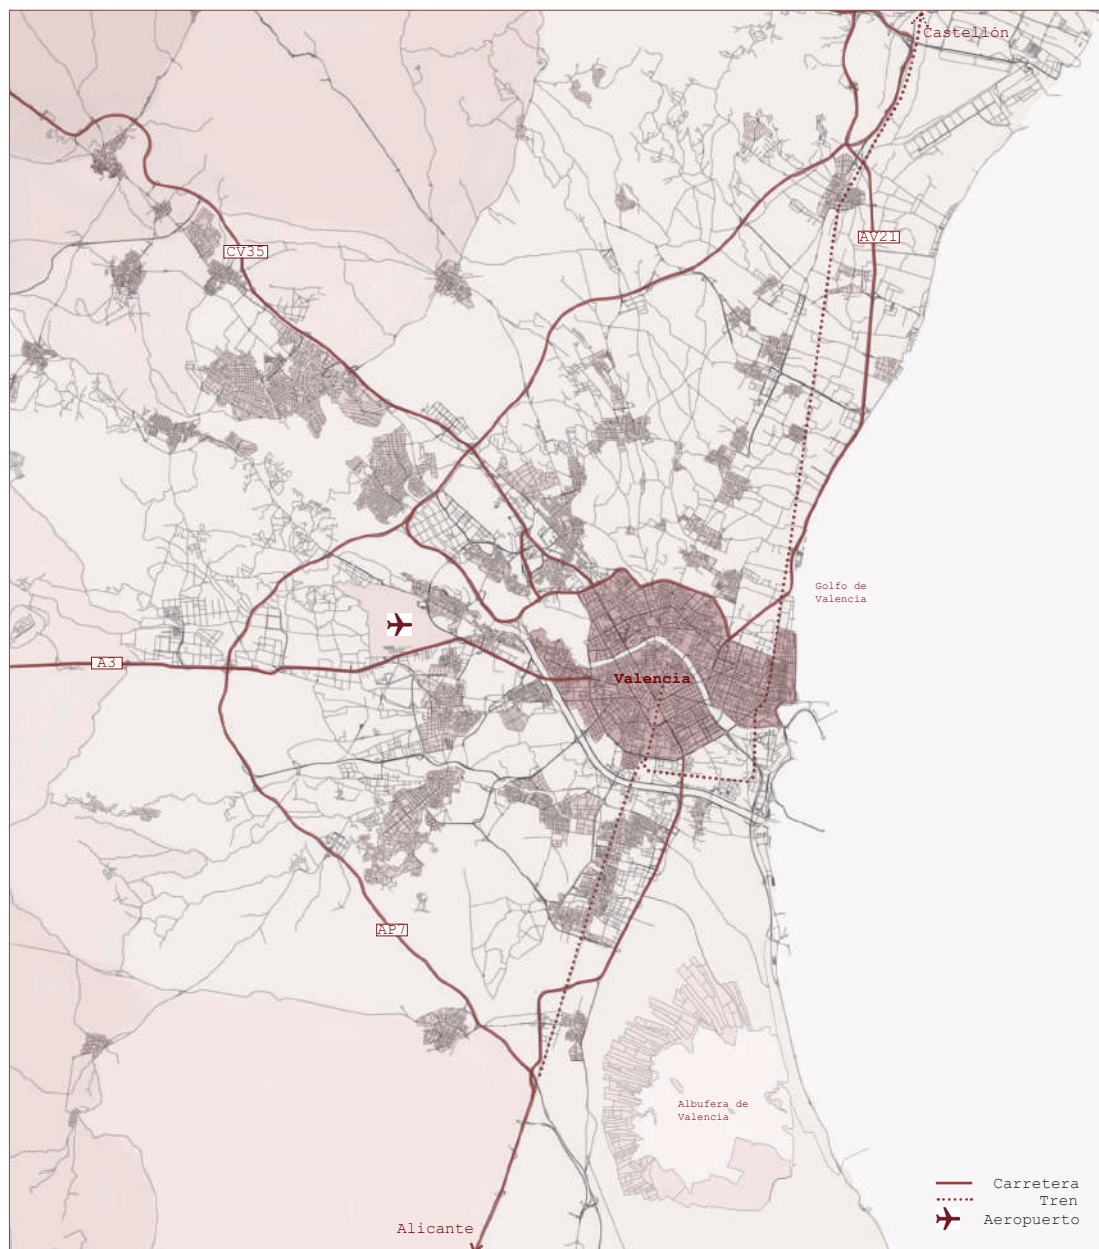 Castellón
AV21
CV35
Golfo de
Valencia
A3
Valencia
AP7
Albufera de
Valencia
Carretera
Tren
Aeropuerto
Alicante